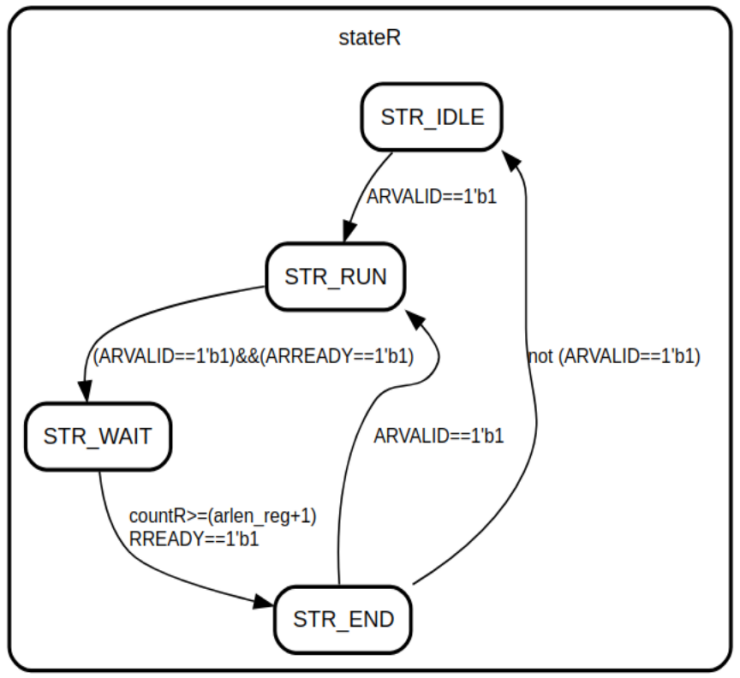 stateR
STR_IDLE
ARVALID==1'b1
STR_RUN
(ARVALID==1'b1)&&(ARREADY==1'b1)
not (ARVALID==1'b1)
STR_WAIT
ARVALID==1'b1
countR>=(arlen_reg+1)
RREADY==1'b1
STR_END